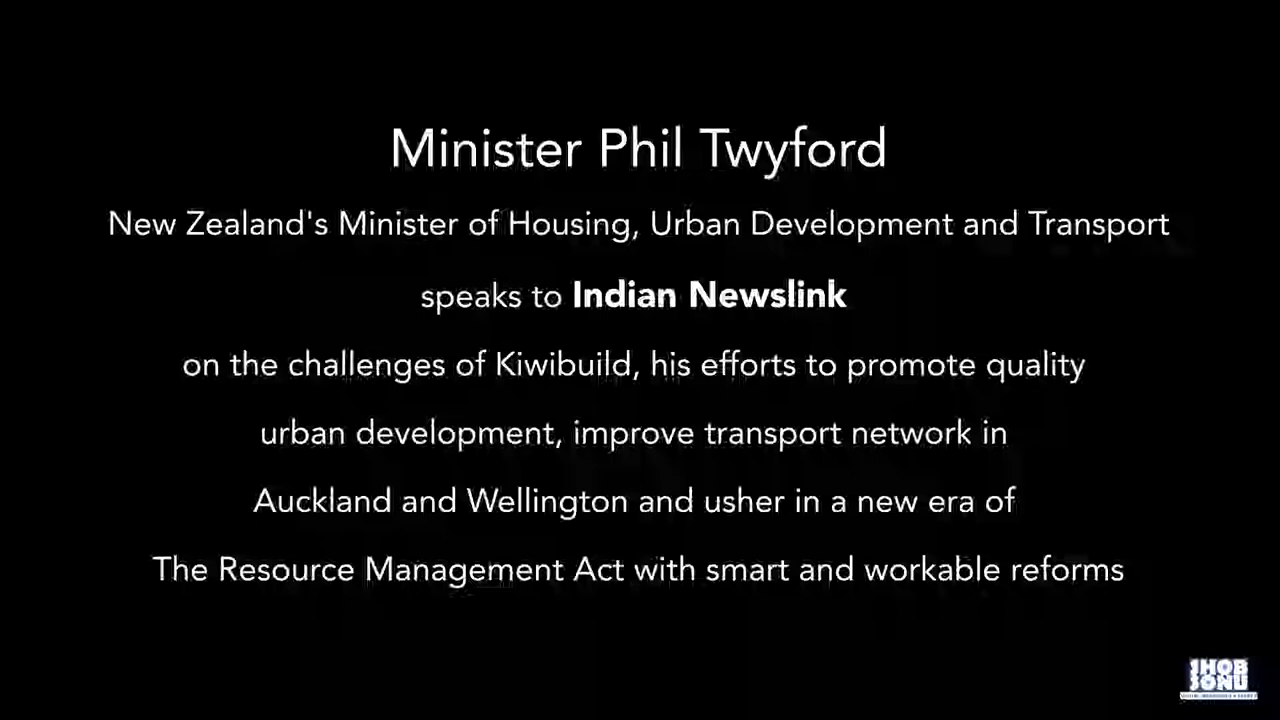 Minister Phil Twyford
New Zealand's Minister of Housing, Urban Development and Transport
speaks to Indian Newslink
on the challenges of Kiwibuild, his efforts to promote quality
urban development, improve transport network in
Auckland and Wellington and usher in a new era of
The Resource Management Act with smart and workable reforms
SHOB
SONU